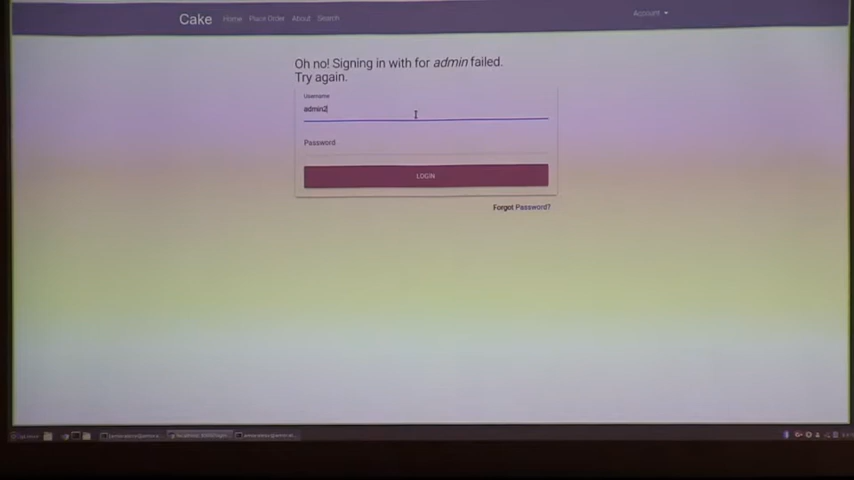 Cake Home Place Order About Search Account
Oh no! Signing in with for admin failed.
Try again.
Username
admin2
Password
LOGIN
Forgot Password?